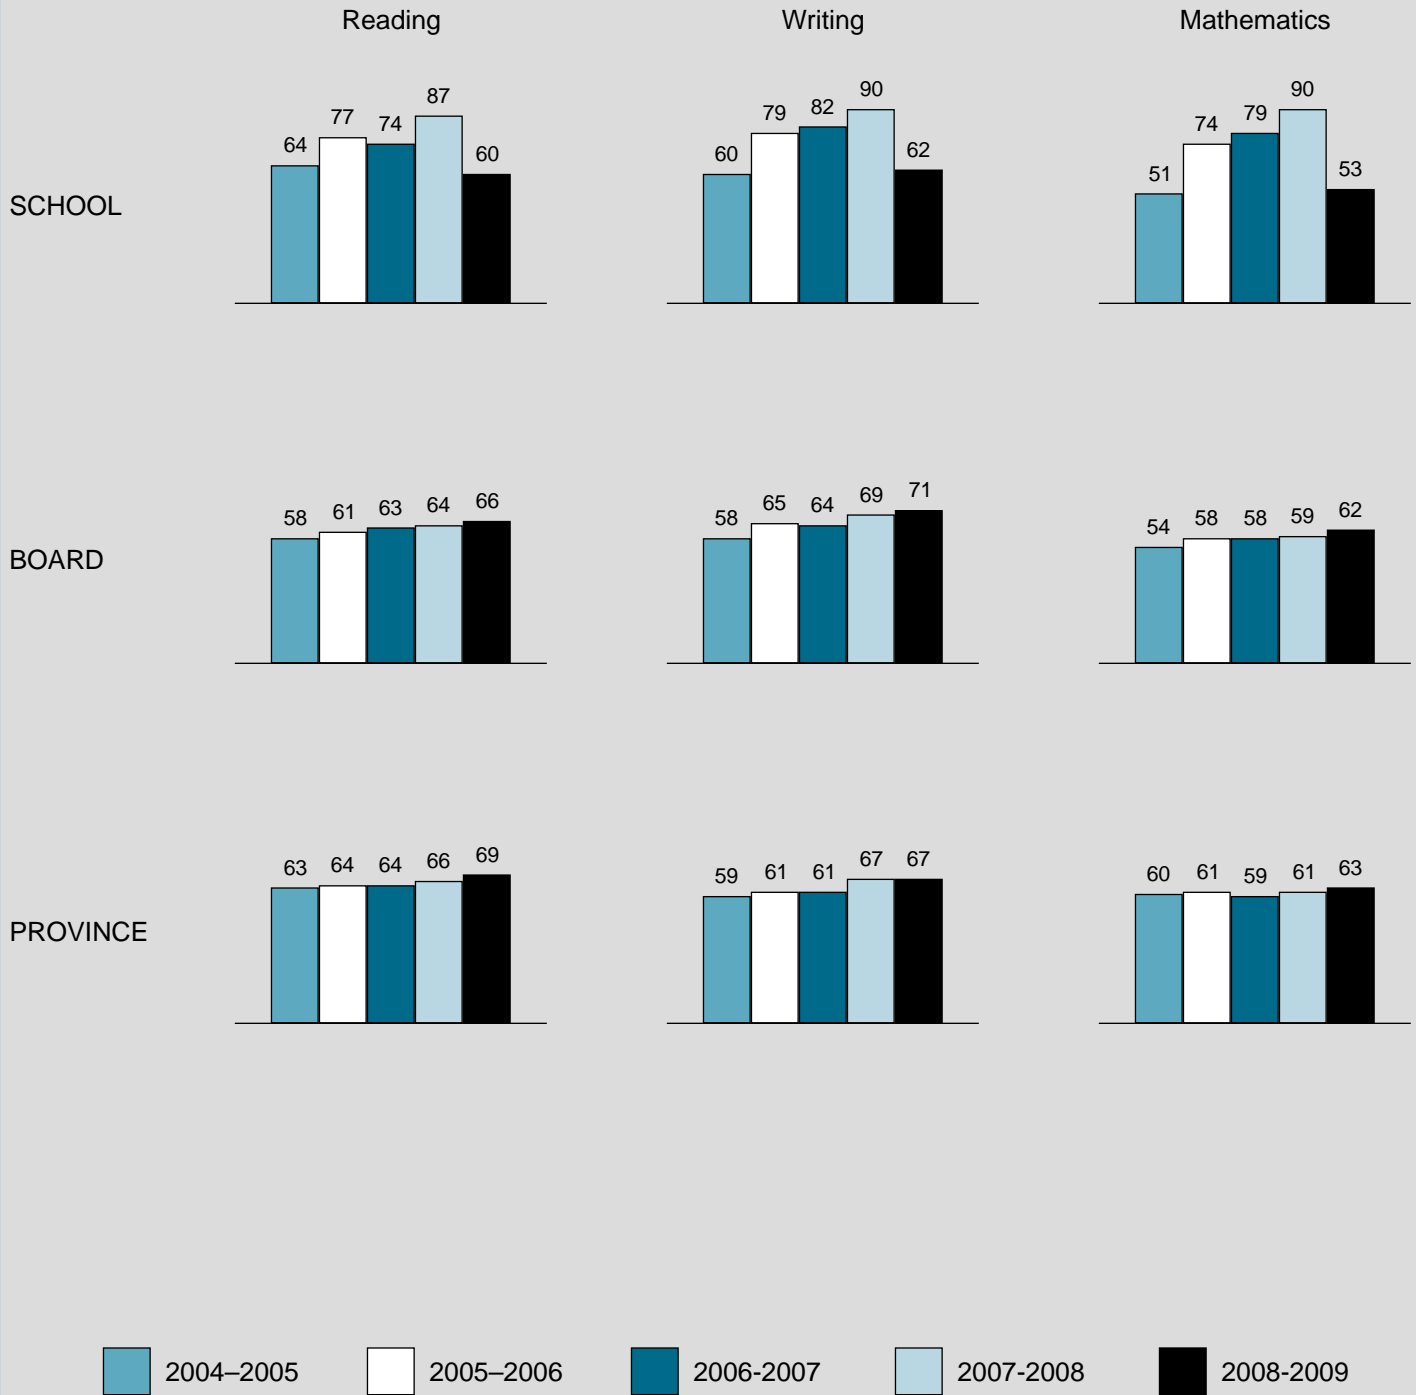 Reading Writing Mathematics
SCHOOL
64 77 74 87 60
60 79 82 90 62
51 74 79 90 53
BOARD
58 61 63 64 66
58 65 64 69 71
54 58 58 59 62
PROVINCE
63 64 64 66 69
59 61 61 67 67
60 61 59 61 63
2004–2005 2005–2006 2006-2007 2007-2008 2008-2009